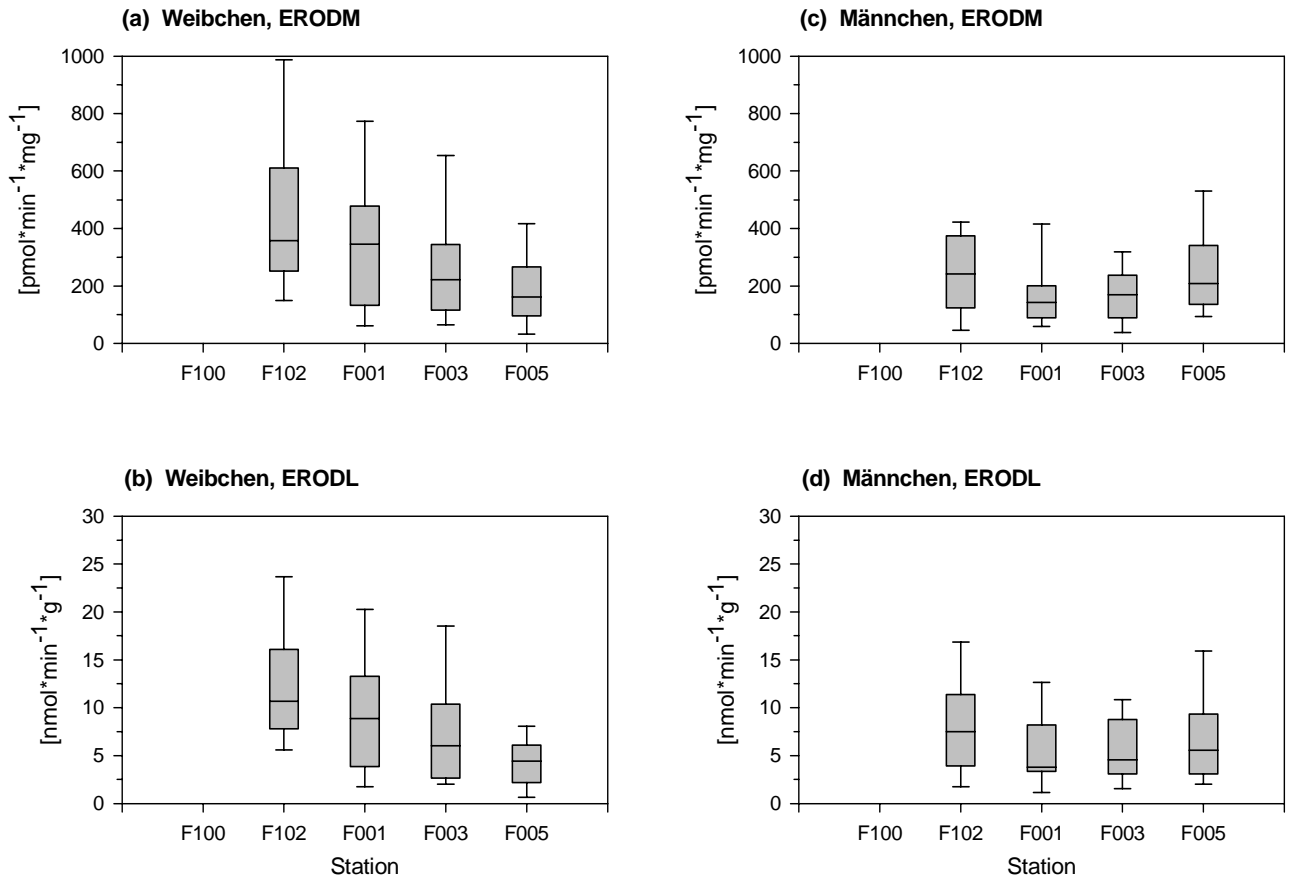 (a) Weibchen, ERODM
1000
800
600
400
200
0
[pmol*min⁻¹*mg⁻¹]
F100 F102 F001 F003 F005
(c) Männchen, ERODM
1000
800
600
400
200
0
[pmol*min⁻¹*mg⁻¹]
F100 F102 F001 F003 F005
(b) Weibchen, ERODL
30
25
20
15
10
5
0
[nmol*min⁻¹*g⁻¹]
F100 F102 F001 F003 F005
Station
(d) Männchen, ERODL
30
25
20
15
10
5
0
[nmol*min⁻¹*g⁻¹]
F100 F102 F001 F003 F005
Station